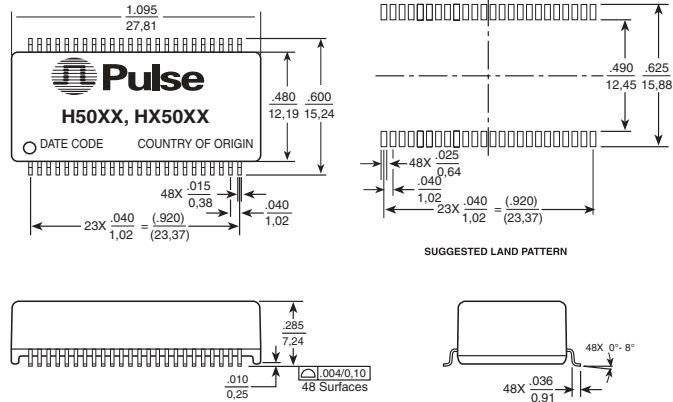 1.095
27,81
Pulse
H50XX, HX50XX
DATE CODE COUNTRY OF ORIGIN
.480
12,19
.600
15,24
48X .015
0,38
.040
1,02
23X .040 = (.920)
1,02 (23,37)
.490
12,45
.625
15,88
48X .025
0,64
.040
1,02
23X .040 = (.920)
1,02 (23,37)
SUGGESTED LAND PATTERN
.285
7,24
.010
0,25
.004/0,10
48 Surfaces
48X 0°- 8°
48X .036
0,91